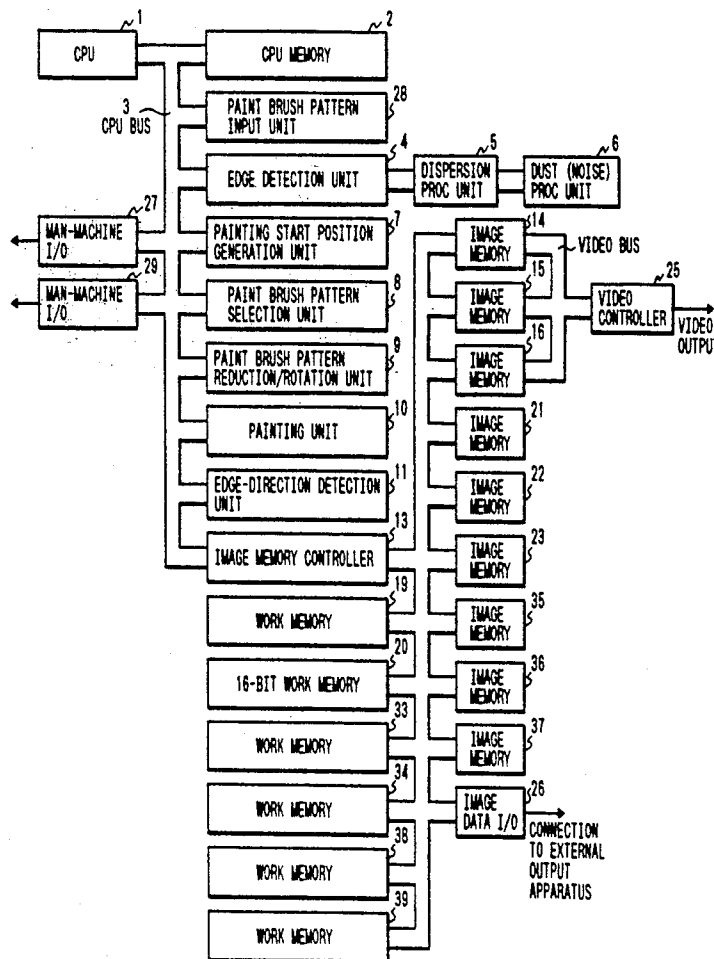 1
CPU
2
CPU MEMORY
3
CPU BUS
28
PAINT BRUSH PATTERN
INPUT UNIT
4
EDGE DETECTION UNIT
5
DISPERSION
PROC UNIT
6
DUST (NOISE)
PROC UNIT
27
MAN-MACHINE
I/O
29
MAN-MACHINE
I/O
7
PAINTING START POSITION
GENERATION UNIT
8
PAINT BRUSH PATTERN
SELECTION UNIT
9
PAINT BRUSH PATTERN
REDUCTION/ROTATION UNIT
10
PAINTING UNIT
11
EDGE-DIRECTION DETECTION
UNIT
13
IMAGE MEMORY CONTROLLER
19
WORK MEMORY
20
16-BIT WORK MEMORY
33
WORK MEMORY
34
WORK MEMORY
38
WORK MEMORY
39
WORK MEMORY
14
IMAGE
MEMORY
VIDEO BUS
15
IMAGE
MEMORY
16
IMAGE
MEMORY
25
VIDEO
CONTROLLER
VIDEO
OUTPUT
21
IMAGE
MEMORY
22
IMAGE
MEMORY
23
IMAGE
MEMORY
35
IMAGE
MEMORY
36
IMAGE
MEMORY
37
IMAGE
MEMORY
26
IMAGE
DATA I/O
CONNECTION
TO EXTERNAL
OUTPUT
APPARATUS